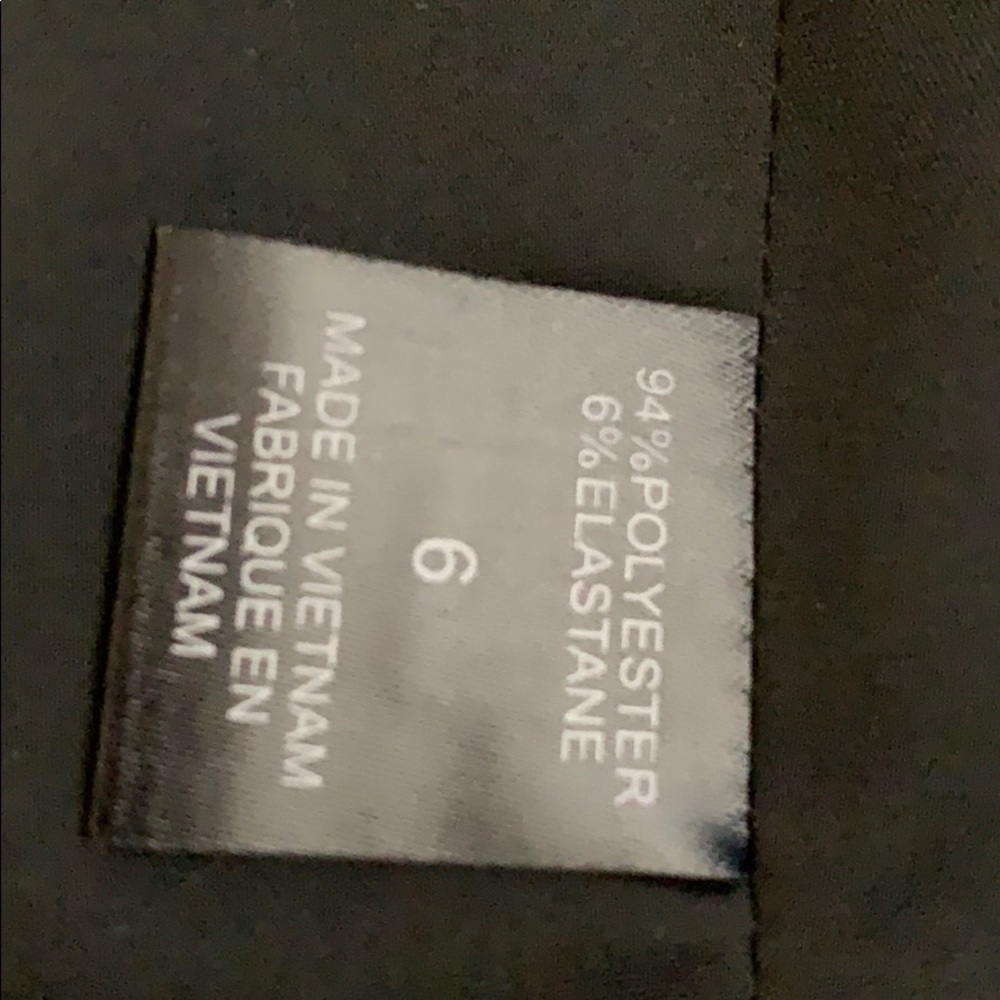 94%POLYESTER
6%ELASTANE
6
MADE IN VIETNAM
FABRIQUE EN
VIETNAM